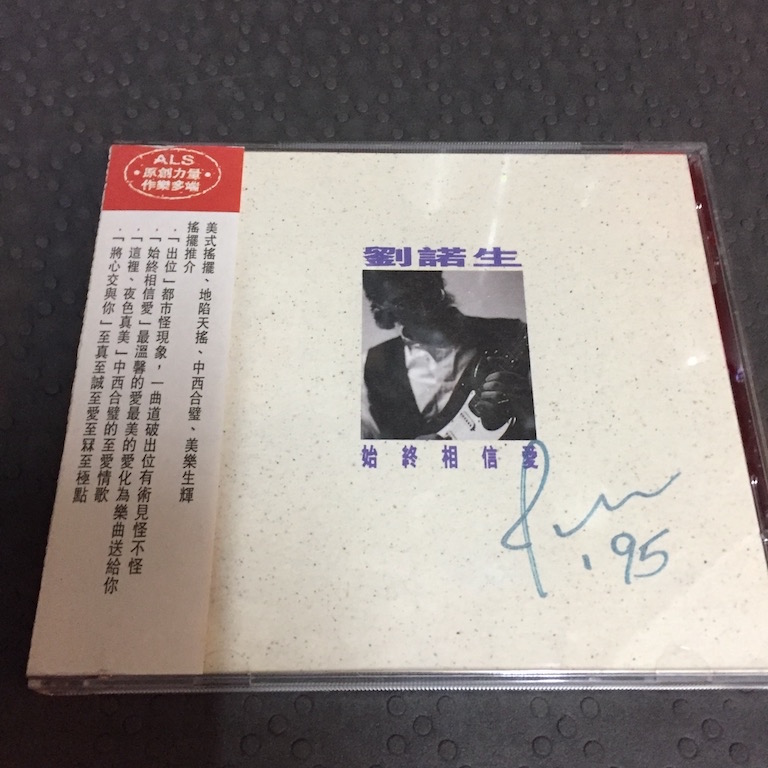 ALS
原創力量
作樂多端
美式搖擺、地陷天搖、中西合璧、美樂生輝
搖擺推介
．「出位」都市怪現象，一曲道破出位有術見怪不怪
．「始終相信愛」最溫馨的愛最美的愛化為樂曲送給你
．「這裡、夜色真美」中西合璧的至愛情歌
．「將心交與你」至真至誠至愛至冧至極點
劉諾生
始終相信愛
'95